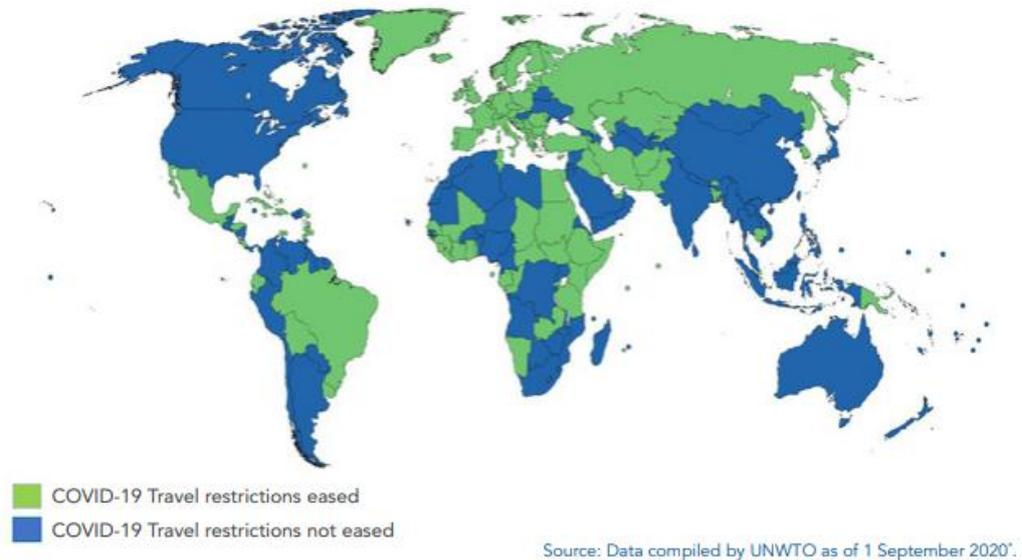 COVID-19 Travel restrictions eased
COVID-19 Travel restrictions not eased
Source: Data compiled by UNWTO as of 1 September 2020*.